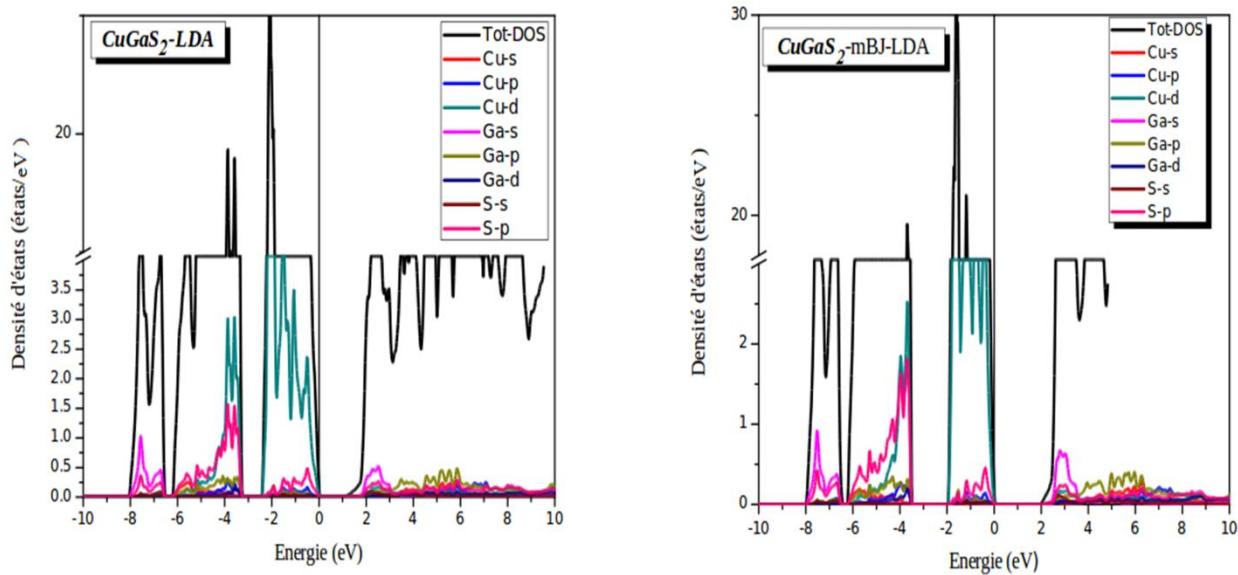 CuGaS2-LDA
Tot-DOS
Cu-s
Cu-p
Cu-d
Ga-s
Ga-p
Ga-d
S-s
S-p
Densité d'états (états/eV )
20
3.5
3.0
2.5
2.0
1.5
1.0
0.5
0.0
-10 -8 -6 -4 -2 0 2 4 6 8 10
Energie (eV)
CuGaS2-mBJ-LDA
Tot-DOS
Cu-s
Cu-p
Cu-d
Ga-s
Ga-p
Ga-d
S-s
S-p
Densité d'états (états/eV )
30
20
2
1
0
-10 -8 -6 -4 -2 0 2 4 6 8 10
Energie (eV)